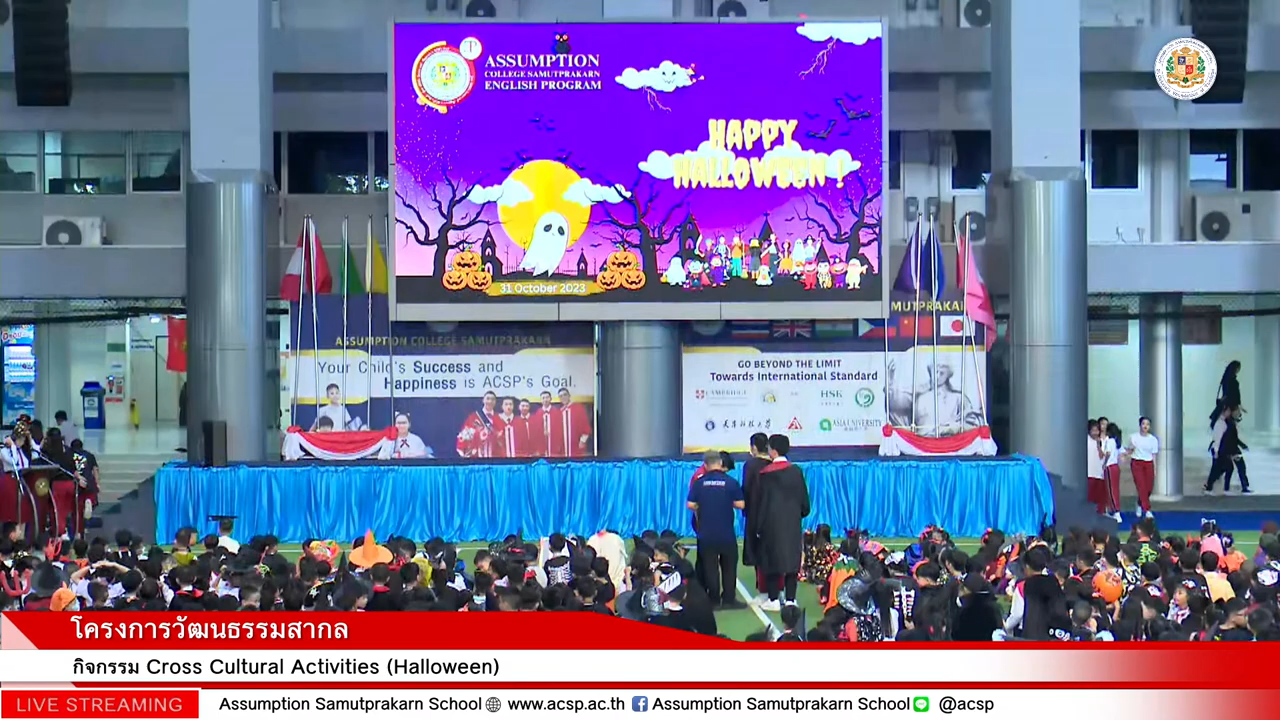 EP
ASSUMPTION
COLLEGE SAMUTPRAKARN
ENGLISH PROGRAM
HAPPY
HALLOWEEN !
31 October 2023
ASSUMPTION COLLEGE SAMUTPRAKARN
Your Child's Success and
Happiness is ACSP's Goal.
SAMUTPRAKAR
GO BEYOND THE LIMIT
Towards International Standard
CAMBRIDGE
HSK
ASIA UNIVERSITY
โครงการวัฒนธรรมสากล
กิจกรรม Cross Cultural Activities (Halloween)
LIVE STREAMING
Assumption Samutprakarn School www.acsp.ac.th Assumption Samutprakarn School @acsp